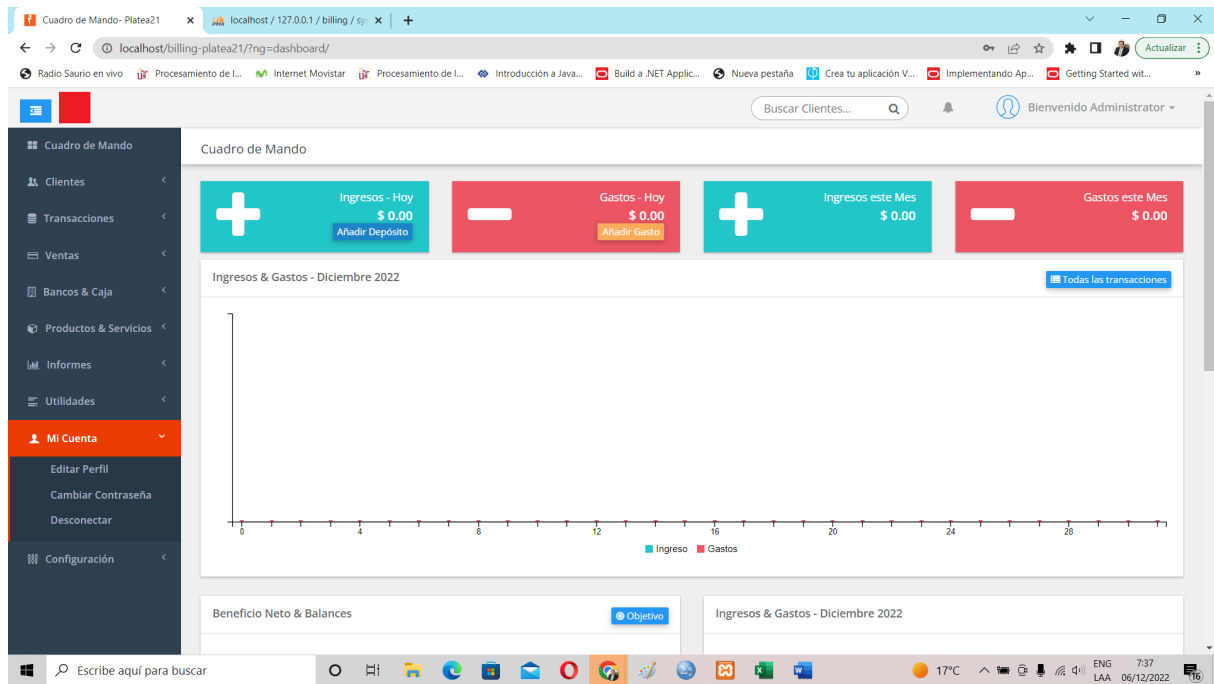 Cuadro de Mando- Platea21
localhost / 127.0.0.1 / billing / sys
localhost/billing-platea21/?ng=dashboard/
Actualizar
Radio Saurio en vivo
Procesamiento de l...
Internet Movistar
Procesamiento de l...
Introducción a Java...
Build a .NET Applic...
Nueva pestaña
Crea tu aplicación V...
Implementando Ap...
Getting Started wit...
»
Buscar Clientes...
Bienvenido Administrator
Cuadro de Mando
Clientes
Transacciones
Ventas
Bancos & Caja
Productos & Servicios
Informes
Utilidades
Mi Cuenta
Editar Perfil
Cambiar Contraseña
Desconectar
Configuración
Cuadro de Mando
Ingresos - Hoy
$ 0.00
Añadir Depósito
Gastos - Hoy
$ 0.00
Añadir Gasto
Ingresos este Mes
$ 0.00
Gastos este Mes
$ 0.00
Ingresos & Gastos - Diciembre 2022
Todas las transacciones
0 4 8 12 16 20 24 28
Ingreso Gastos
Beneficio Neto & Balances
Objetivo
Ingresos & Gastos - Diciembre 2022
Escribe aquí para buscar
17°C
ENG
LAA
7:37
06/12/2022
16